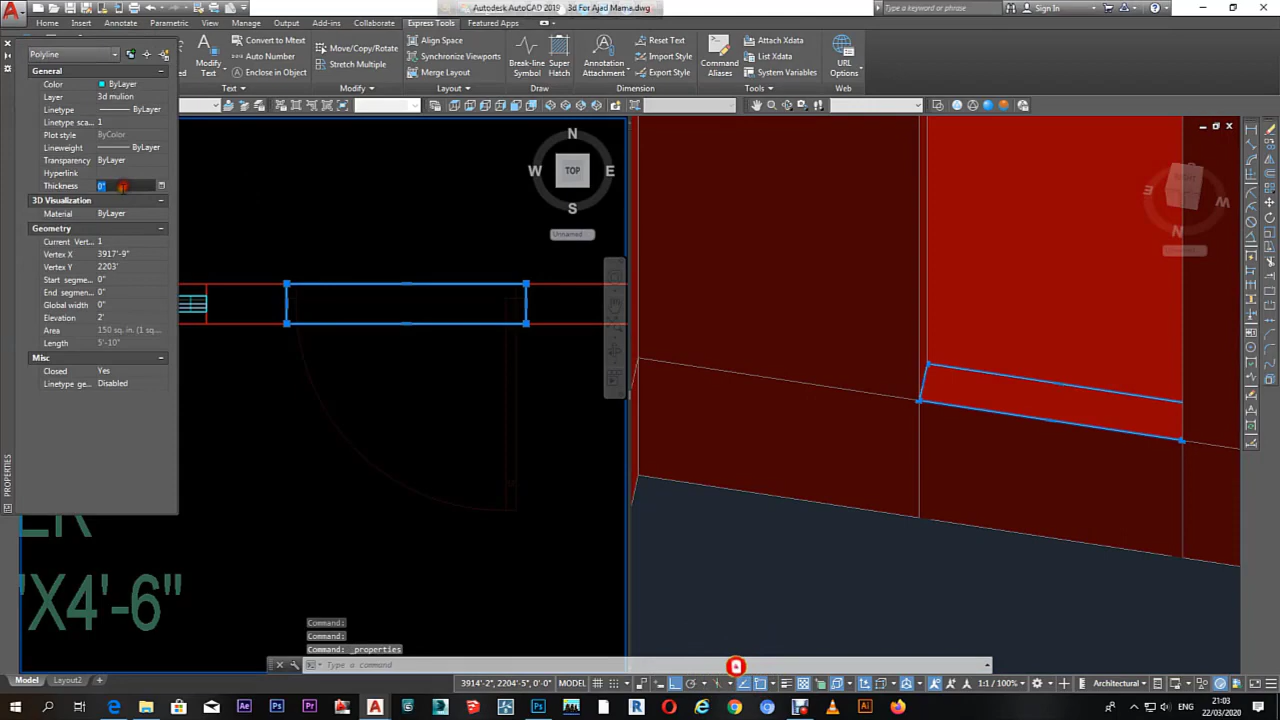 Autodesk AutoCAD 2019   3d For Ajad Mama.dwg
Type a keyword or phrase
Sign In
Home Insert Annotate Parametric View Manage Output Add-ins Collaborate Express Tools Featured Apps
Polyline
Modify Text
Convert to Mtext
Auto Number
Enclose in Object
Move/Copy/Rotate
Stretch Multiple
Modify
Align Space
Synchronize Viewports
Merge Layout
Layout
Break-line Symbol
Super Hatch
Draw
Annotation Attachment
Reset Text
Import Style
Export Style
Dimension
Command Aliases
Attach Xdata
List Xdata
System Variables
Tools
URL Options
Web
General
Color ByLayer
Layer 3d mulion
Linetype ByLayer
Linetype sca... 1
Plot style ByColor
Lineweight ByLayer
Transparency ByLayer
Hyperlink
Thickness 0"
3D Visualization
Material ByLayer
Geometry
Current Vert... 1
Vertex X 3917'-9"
Vertex Y 2203'
Start segme... 0"
End segmen... 0"
Global width 0"
Elevation 2'
Area 150 sq. in. (1 sq....
Length 5'-10"
Misc
Closed Yes
Linetype ge... Disabled
PROPERTIES
N
W TOP E
S
Unnamed
RIGHT
E
W
N
Unnamed
'X4'-6"
Command:
Command:
Command: _properties
Type a command
Model Layout2 +
3914'-2", 2204'-5", 0'-0" MODEL
1:1 / 100%
Architectural
ENG
21:03
22/03/2020